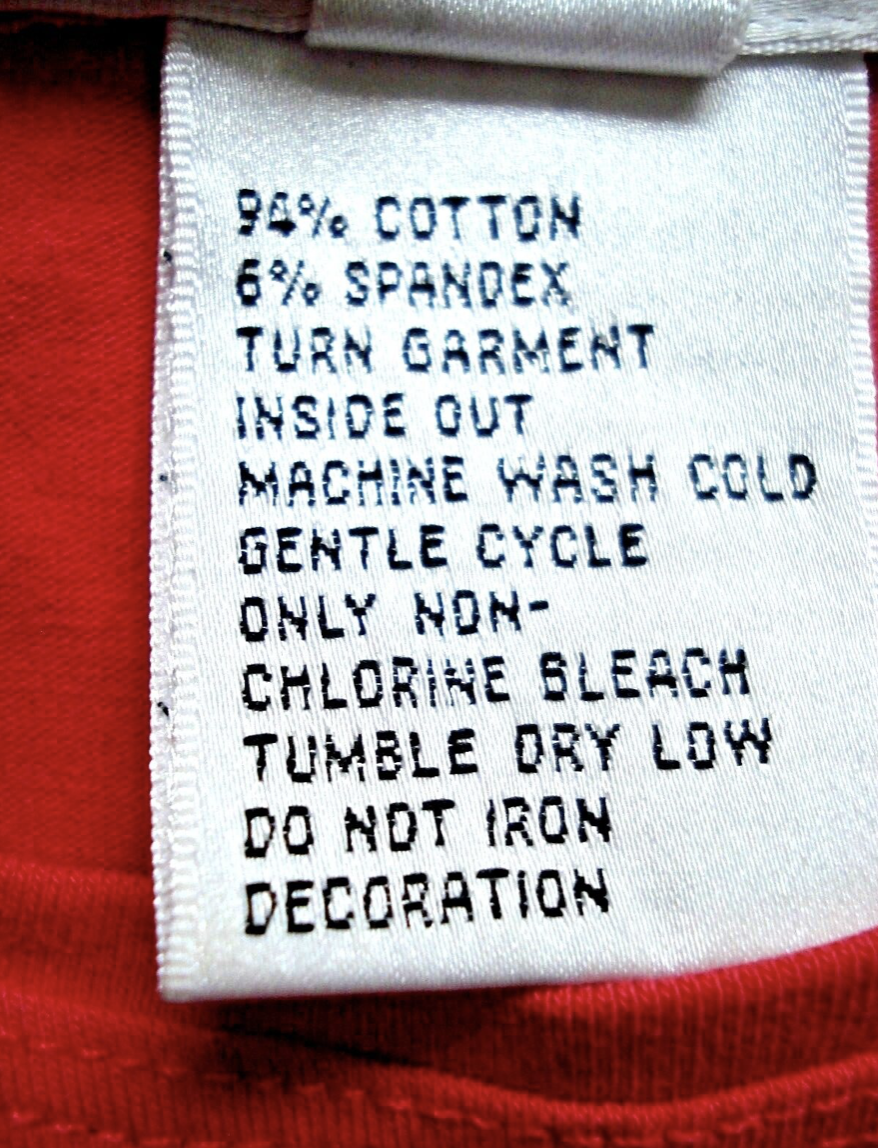 94% COTTON
6% SPANDEX
TURN GARMENT
INSIDE OUT
MACHINE WASH COLD
GENTLE CYCLE
ONLY NON-
CHLORINE BLEACH
TUMBLE DRY LOW
DO NOT IRON
DECORATION